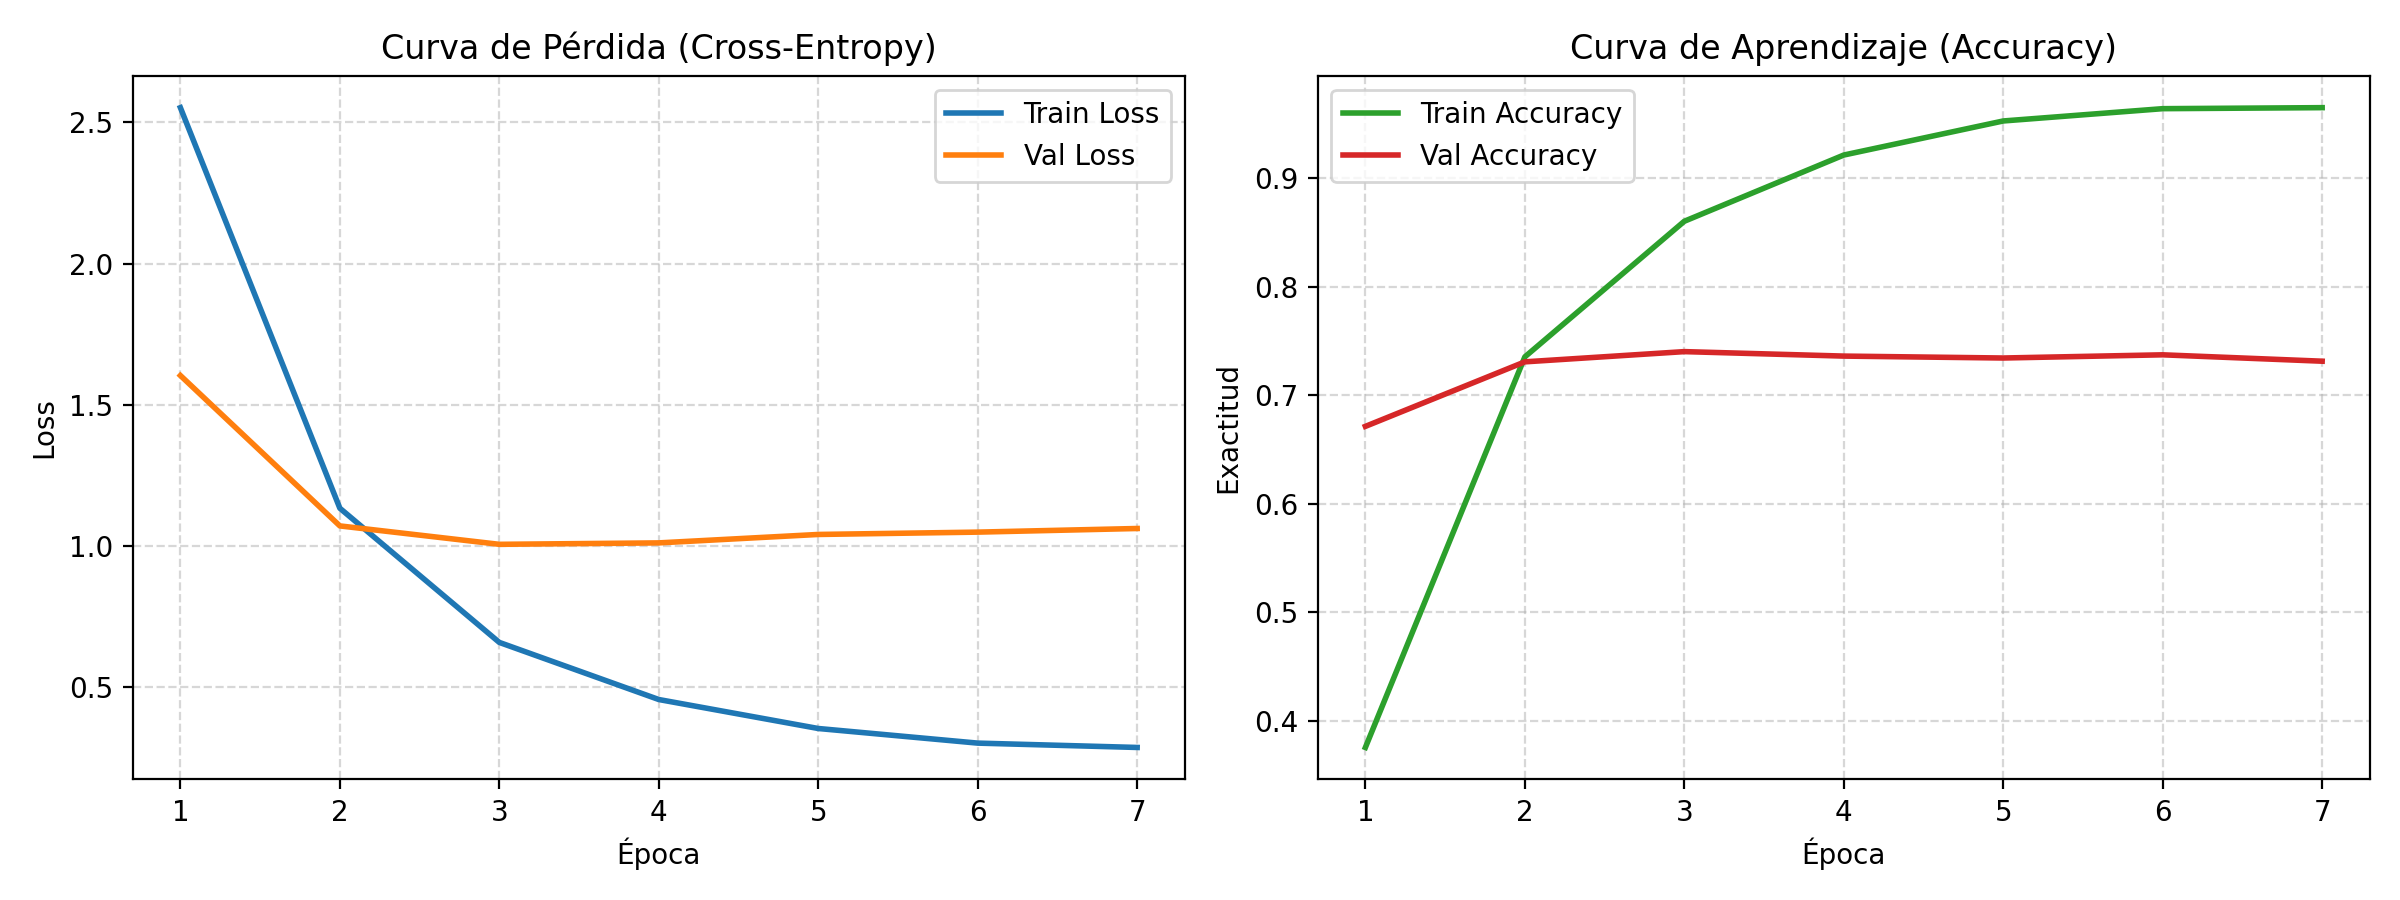 Curva de Pérdida (Cross-Entropy)
Train Loss
Val Loss
2.5
2.0
1.5
1.0
0.5
Loss
1 2 3 4 5 6 7
Época
Curva de Aprendizaje (Accuracy)
Train Accuracy
Val Accuracy
0.9
0.8
0.7
0.6
0.5
0.4
Exactitud
1 2 3 4 5 6 7
Época